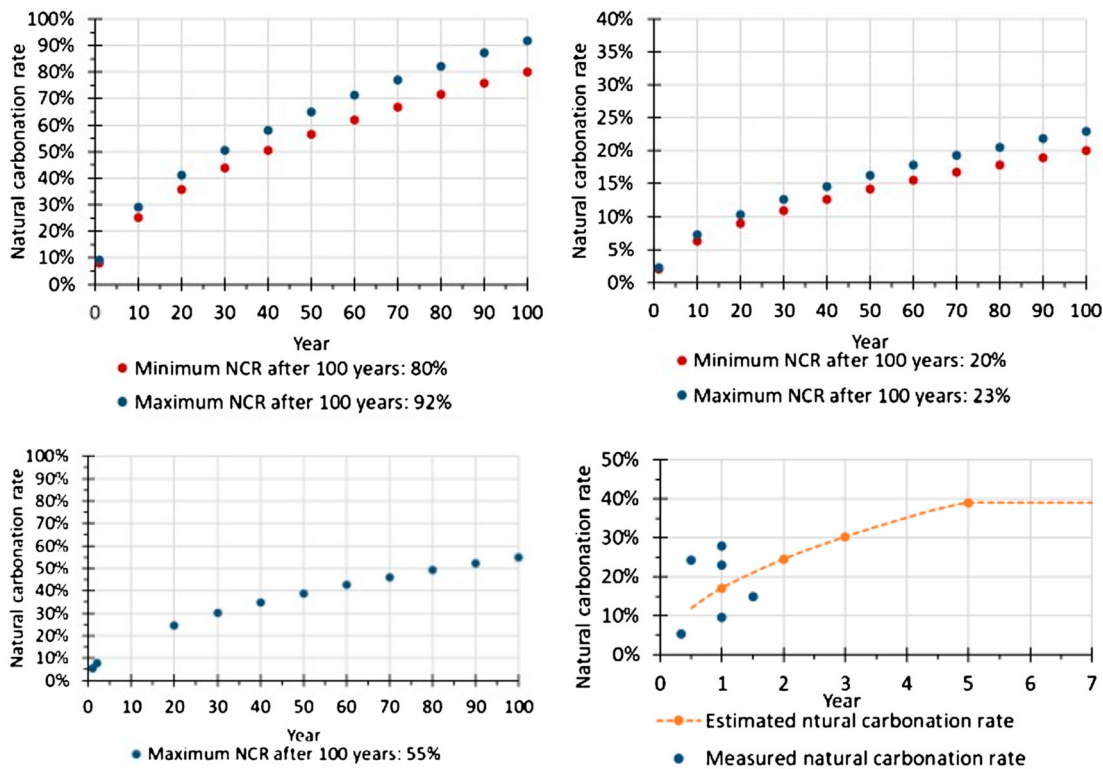 100%
90%
80%
70%
60%
50%
40%
30%
20%
10%
0%
Natural carbonation rate
0 10 20 30 40 50 60 70 80 90 100
Year
Minimum NCR after 100 years: 80%
Maximum NCR after 100 years: 92%
40%
35%
30%
25%
20%
15%
10%
5%
0%
Natural carbonation rate
0 10 20 30 40 50 60 70 80 90 100
Year
Minimum NCR after 100 years: 20%
Maximum NCR after 100 years: 23%
100%
90%
80%
70%
60%
50%
40%
30%
20%
10%
0%
Natural carbonation rate
0 10 20 30 40 50 60 70 80 90 100
Year
Maximum NCR after 100 years: 55%
50%
40%
30%
20%
10%
0%
Natural carbonation rate
0 1 2 3 4 5 6 7
Year
Estimated ntural carbonation rate
Measured natural carbonation rate